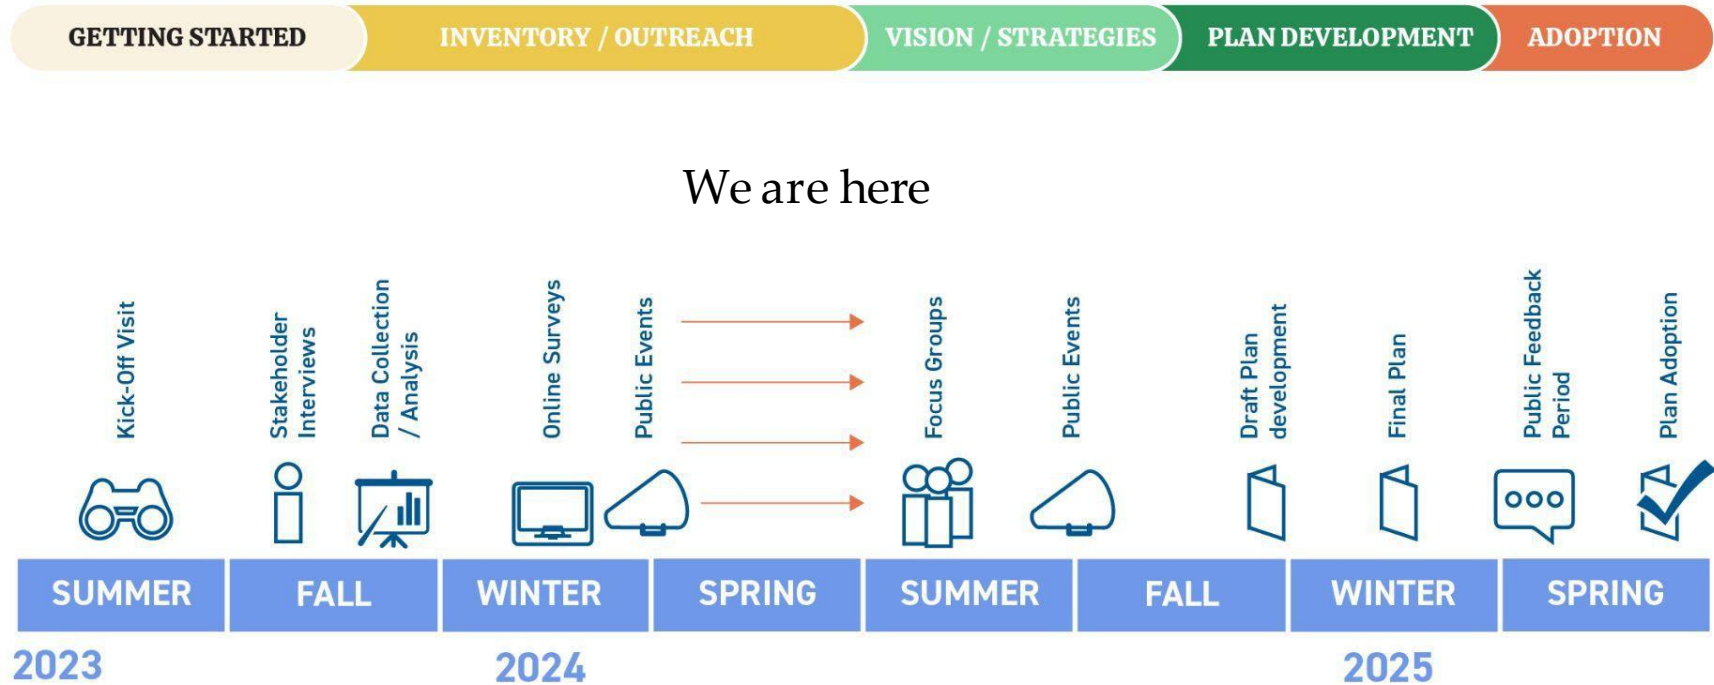 GETTING STARTED
INVENTORY / OUTREACH
VISION / STRATEGIES
PLAN DEVELOPMENT
ADOPTION
We are here
Kick-Off Visit
Stakeholder
Interviews
Data Collection
/ Analysis
Online Surveys
Public Events
Focus Groups
Public Events
Draft Plan
development
Final Plan
Public Feedback
Period
Plan Adoption
SUMMER
FALL
WINTER
SPRING
SUMMER
FALL
WINTER
SPRING
2023
2024
2025